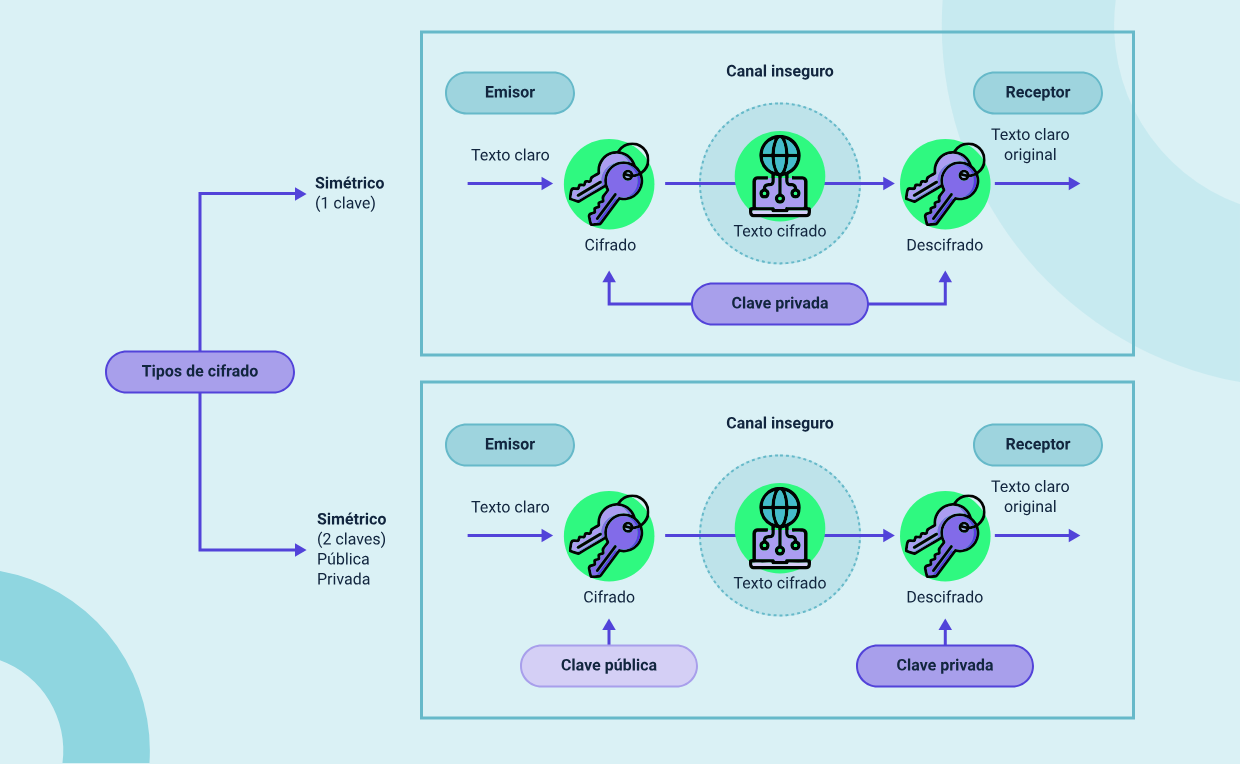 Tipos de cifrado
Simétrico
(1 clave)
Canal inseguro
Emisor
Receptor
Texto claro
Texto claro
original
Cifrado
Texto cifrado
Descifrado
Clave privada
Simétrico
(2 claves)
Pública
Privada
Canal inseguro
Emisor
Receptor
Texto claro
Texto claro
original
Cifrado
Texto cifrado
Descifrado
Clave pública
Clave privada